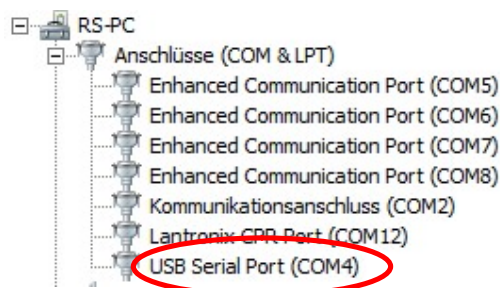 RS-PC
Anschlüsse (COM & LPT)
Enhanced Communication Port (COM5)
Enhanced Communication Port (COM6)
Enhanced Communication Port (COM7)
Enhanced Communication Port (COM8)
Kommunikationsanschluss (COM2)
Lantronix CPR Port (COM12)
USB Serial Port (COM4)